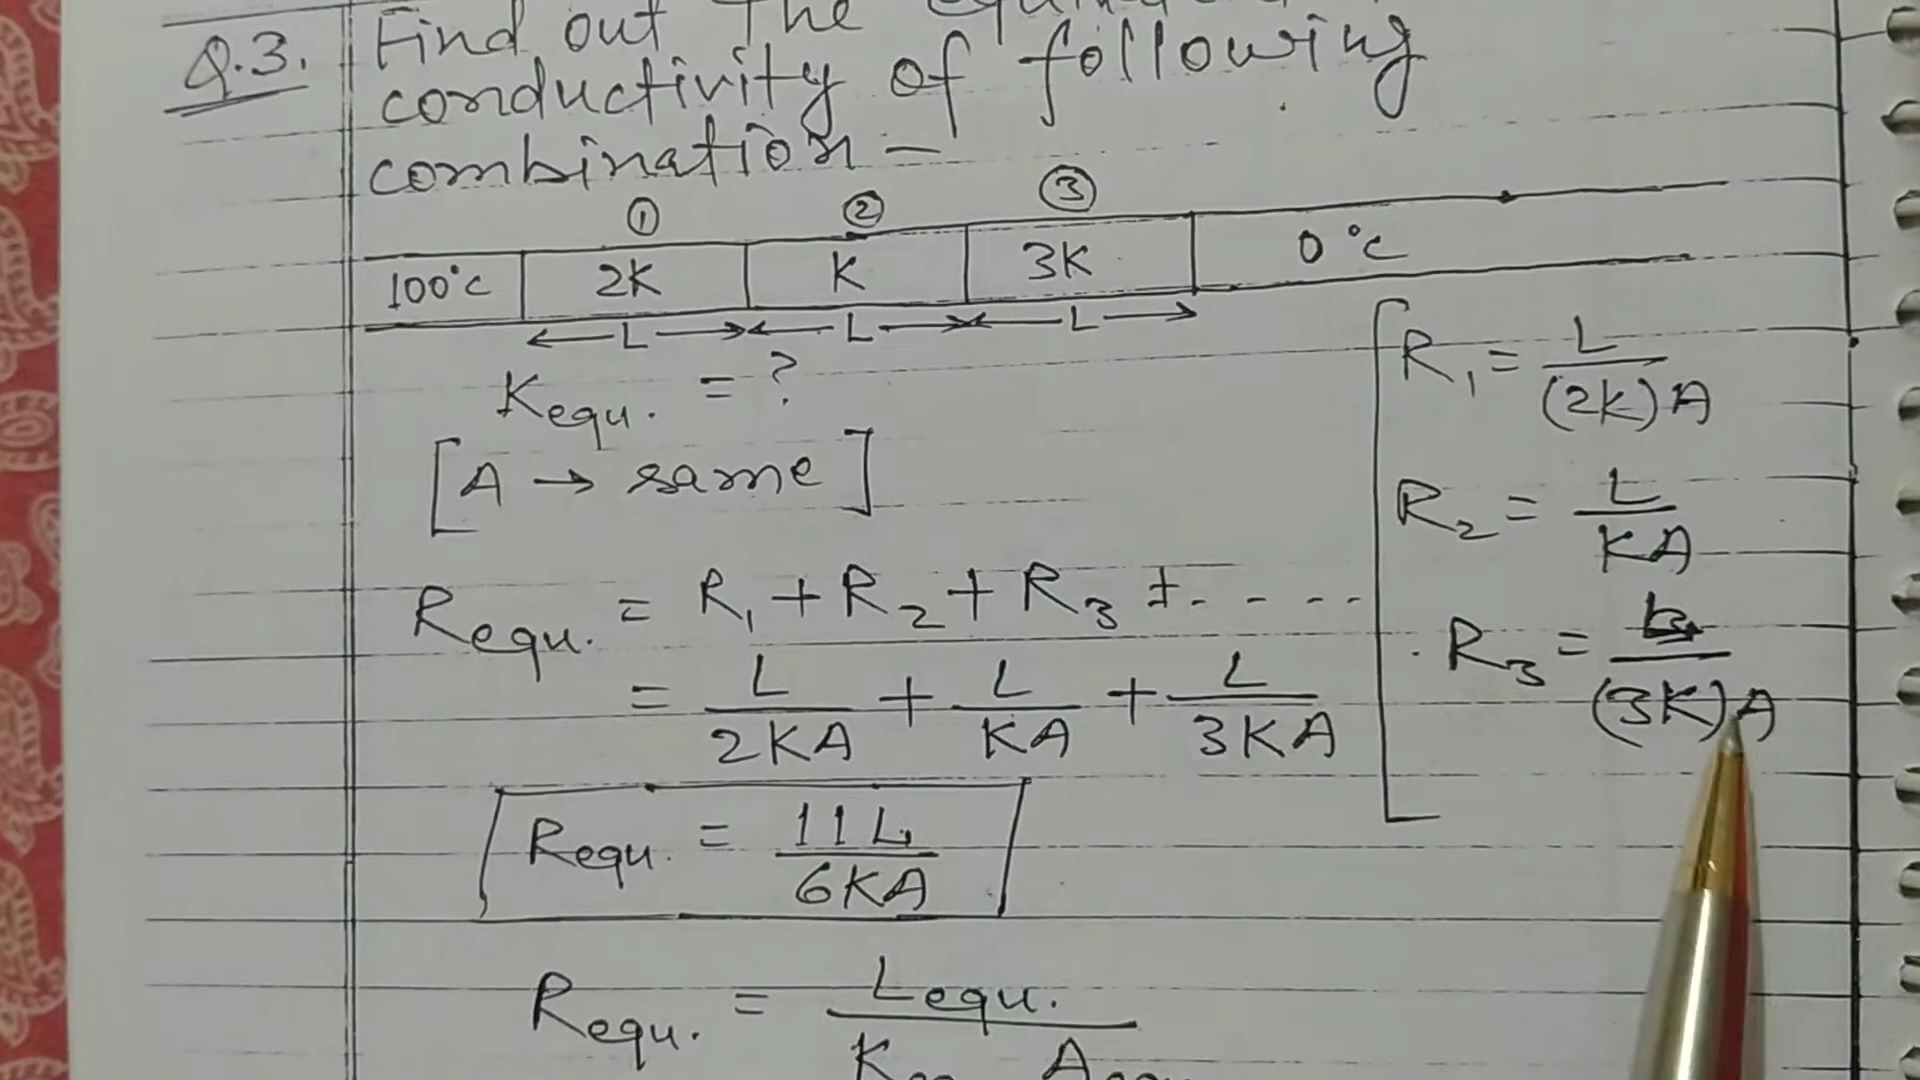 Q.3. Find out The
conductivity of following
combination -
① ② ③
100°C 2K K 3K 0°C
L L L
Kequ. = ?
[A → same]
R₁ = L/(2K)A
R₂ = L/KA
R₃ = L/(3K)A
Requ. = R₁ + R₂ + R₃ + - - - -
= L/2KA + L/KA + L/3KA
Requ. = 11L/6KA
Requ. = Lequ./